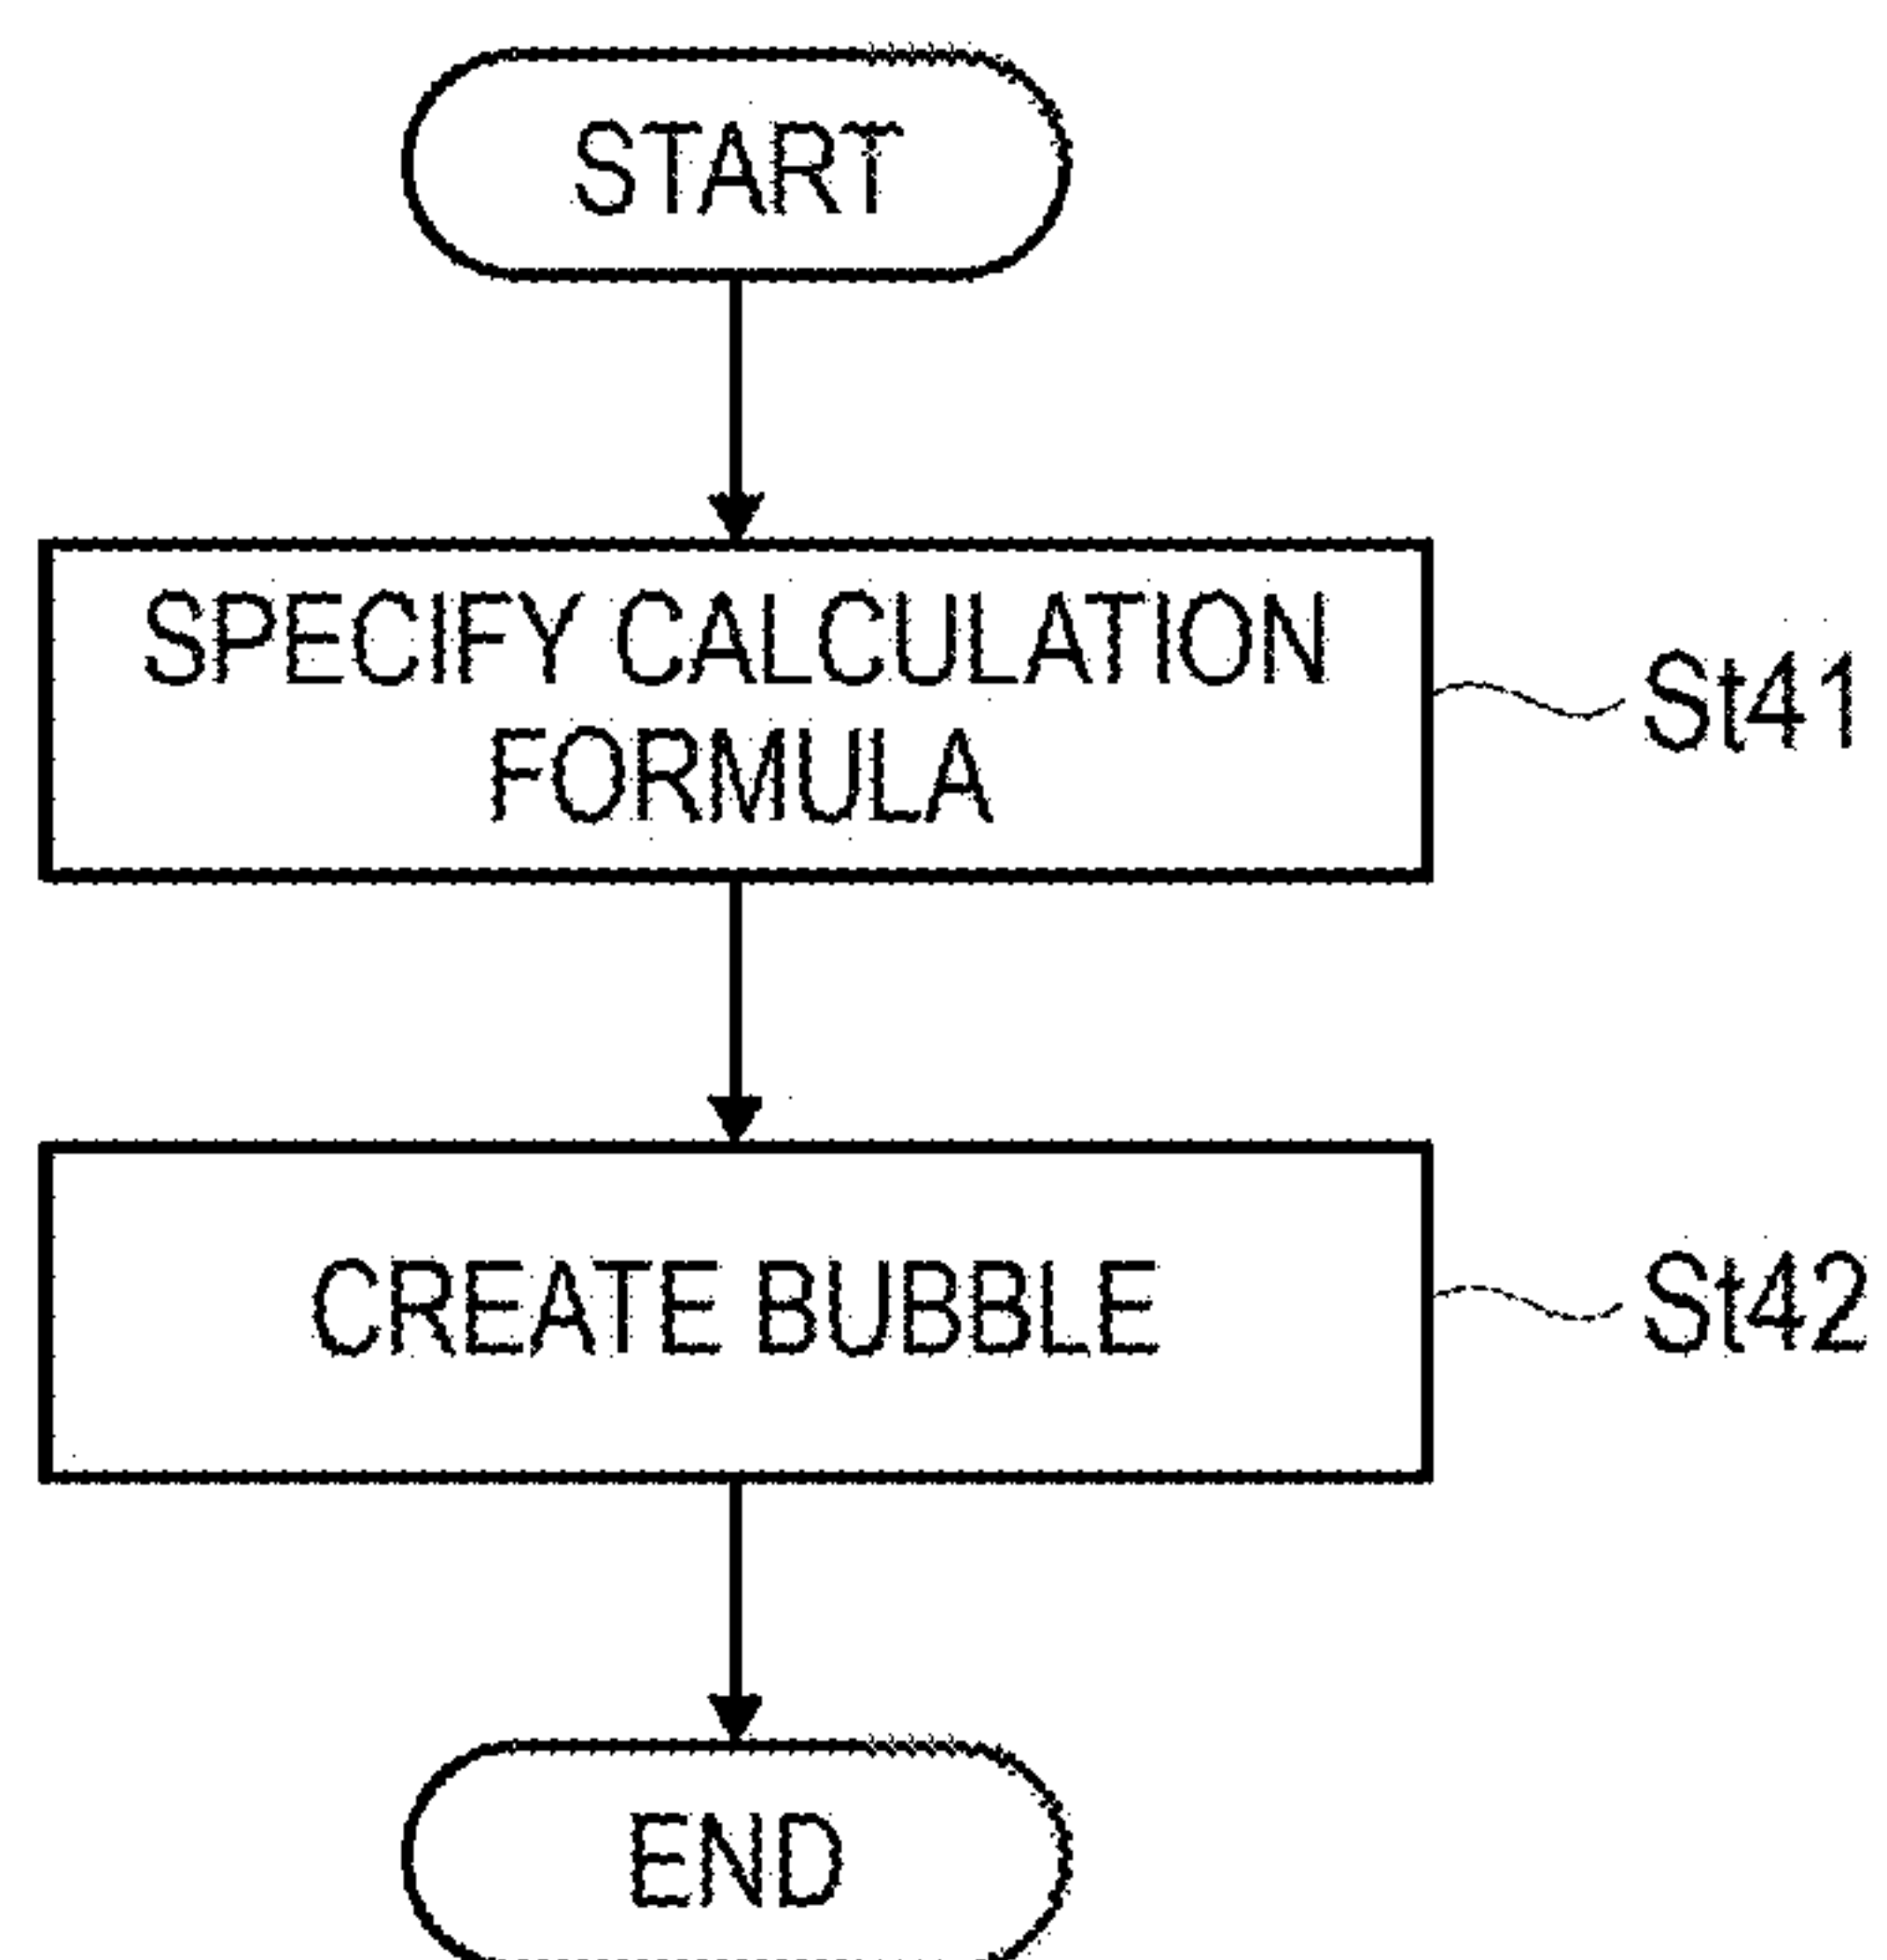 START
SPECIFY CALCULATION
FORMULA
St41
CREATE BUBBLE
St42
END